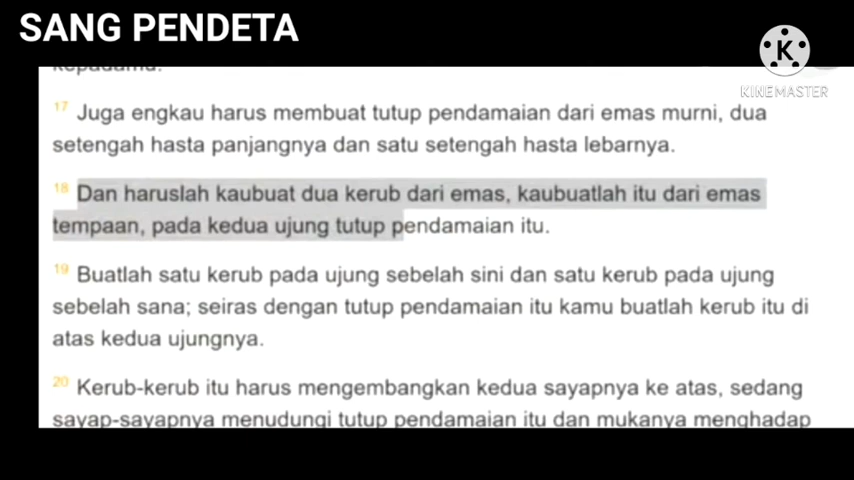 SANG PENDETA
K
KINEMASTER
kepadamu.
17 Juga engkau harus membuat tutup pendamaian dari emas murni, dua
setengah hasta panjangnya dan satu setengah hasta lebarnya.
18 Dan haruslah kaubuat dua kerub dari emas, kaubuatlah itu dari emas
tempaan, pada kedua ujung tutup pendamaian itu.
19 Buatlah satu kerub pada ujung sebelah sini dan satu kerub pada ujung
sebelah sana; seiras dengan tutup pendamaian itu kamu buatlah kerub itu di
atas kedua ujungnya.
20 Kerub-kerub itu harus mengembangkan kedua sayapnya ke atas, sedang
sayap-sayapnya menudungi tutup pendamaian itu dan mukanya menghadap